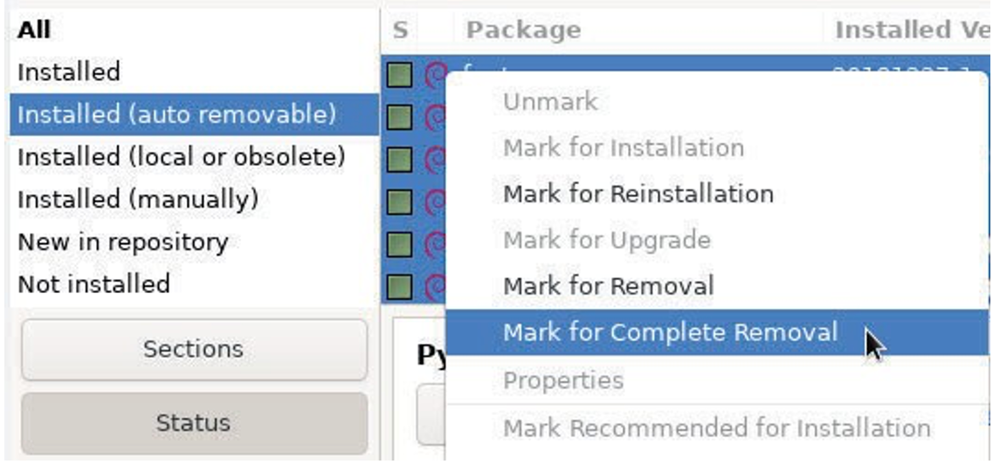 All
Installed
Installed (auto removable)
Installed (local or obsolete)
Installed (manually)
New in repository
Not installed
Sections
Status
S Package Installed Ve
Unmark
Mark for Installation
Mark for Reinstallation
Mark for Upgrade
Mark for Removal
Mark for Complete Removal
Properties
Mark Recommended for Installation
Py